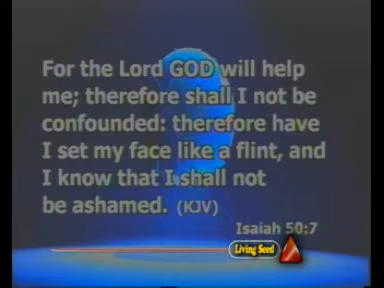 For the Lord GOD will help
me; therefore shall I not be
confounded: therefore have
I set my face like a flint, and
I know that I shall not
be ashamed. (KJV)
Isaiah 50:7
Living Seed